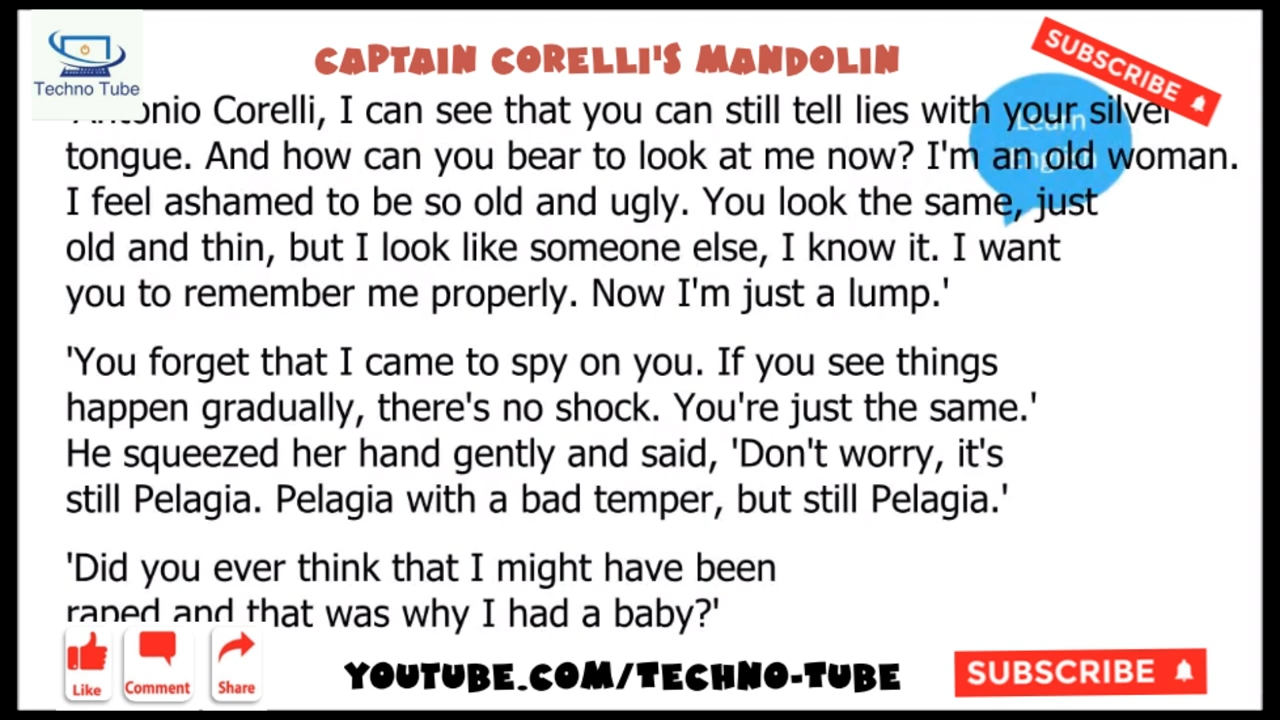 SUBSCRIBE
Techno Tube
CAPTAIN CORELLI'S MANDOLIN
'Antonio Corelli, I can see that you can still tell lies with your silver
Learn
English
tongue. And how can you bear to look at me now? I'm an old woman.
I feel ashamed to be so old and ugly. You look the same, just
old and thin, but I look like someone else, I know it. I want
you to remember me properly. Now I'm just a lump.'
'You forget that I came to spy on you. If you see things
happen gradually, there's no shock. You're just the same.'
He squeezed her hand gently and said, 'Don't worry, it's
still Pelagia. Pelagia with a bad temper, but still Pelagia.'
'Did you ever think that I might have been
raped and that was why I had a baby?'
Like
Comment
Share
YOUTUBE.COM/TECHNO-TUBE
SUBSCRIBE